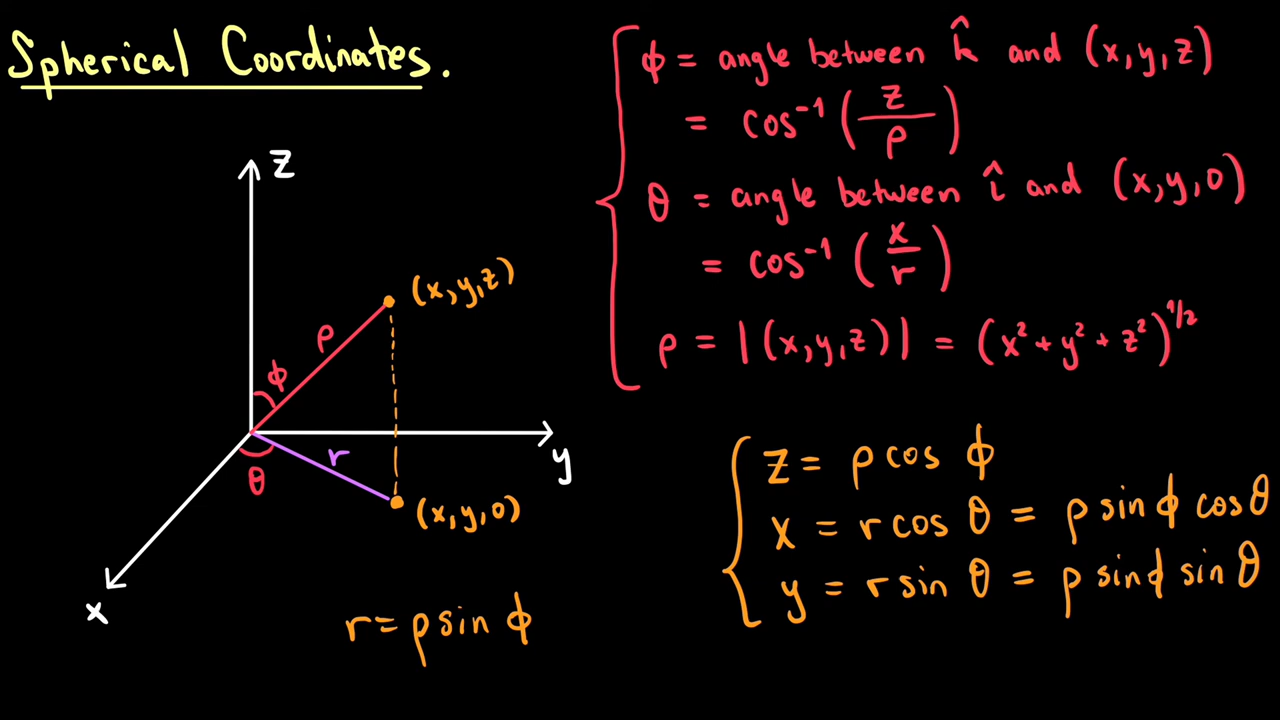 Spherical Coordinates.
z
(x,y,z)
ρ
ϕ
y
r
θ
(x,y,0)
x
r = ρ sin ϕ
ϕ = angle between k̂ and (x,y,z)
= cos⁻¹ (z/ρ)
θ = angle between î and (x,y,0)
= cos⁻¹ (x/r)
ρ = |(x,y,z)| = (x² + y² + z²)^1/2
z = ρ cos ϕ
x = r cos θ = ρ sin ϕ cos θ
y = r sin θ = ρ sin ϕ sin θ